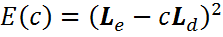 E(c) = (𝑳ₑ − c𝑳_d)²